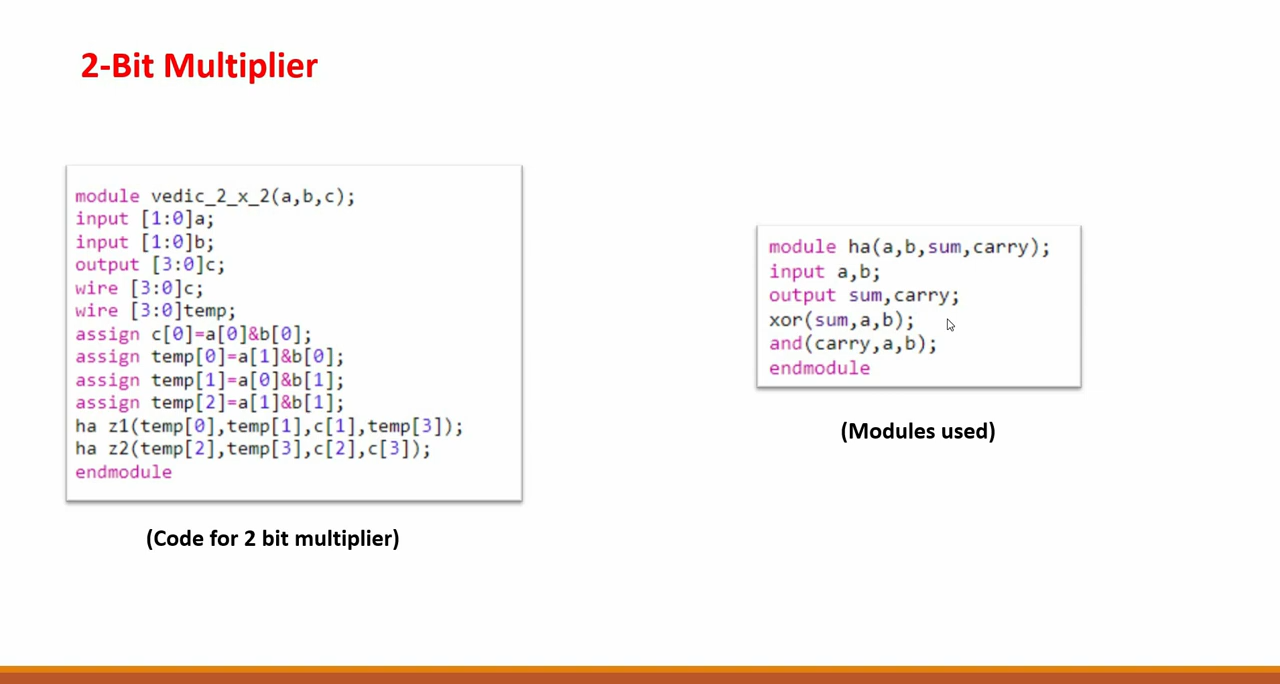 2-Bit Multiplier
module vedic_2_x_2(a,b,c);
input [1:0]a;
input [1:0]b;
output [3:0]c;
wire [3:0]c;
wire [3:0]temp;
assign c[0]=a[0]&b[0];
assign temp[0]=a[1]&b[0];
assign temp[1]=a[0]&b[1];
assign temp[2]=a[1]&b[1];
ha z1(temp[0],temp[1],c[1],temp[3]);
ha z2(temp[2],temp[3],c[2],c[3]);
endmodule
(Code for 2 bit multiplier)
module ha(a,b,sum,carry);
input a,b;
output sum,carry;
xor(sum,a,b);
and(carry,a,b);
endmodule
(Modules used)